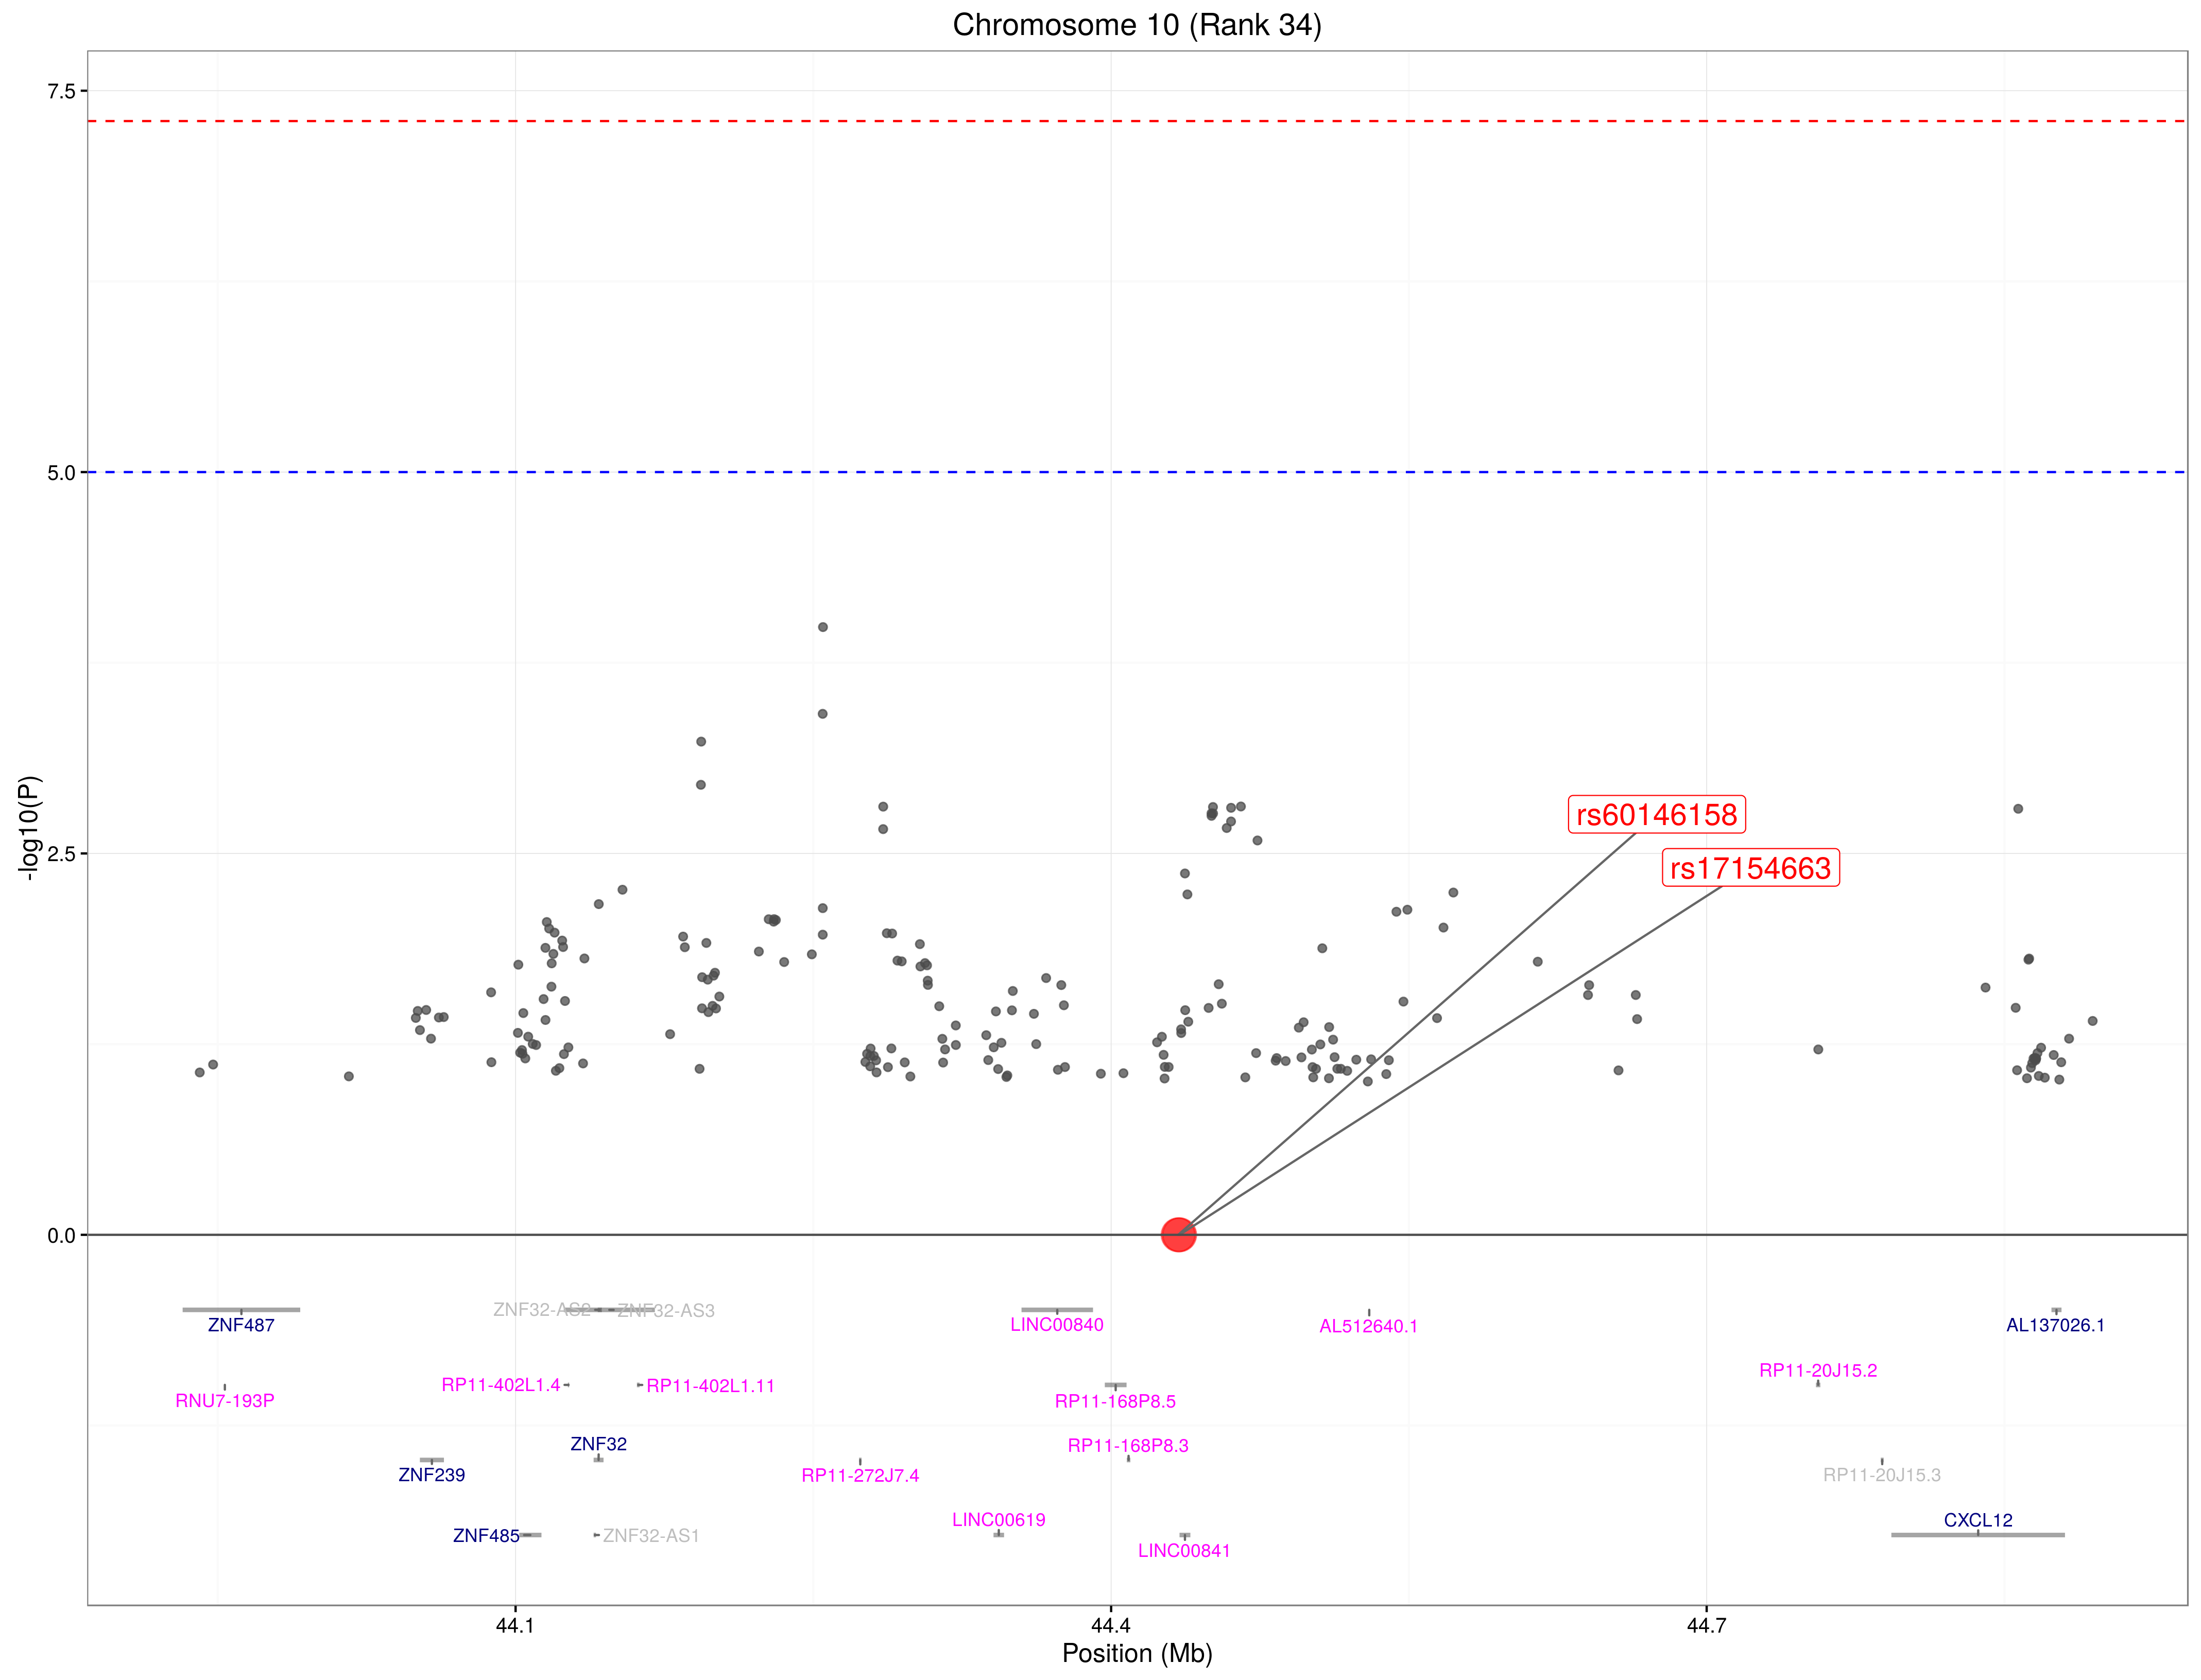 Chromosome 10 (Rank 34)
7.5
5.0
2.5
0.0
-log10(P)
rs60146158
rs17154663
ZNF32-AS2
ZNF32-AS3
ZNF487
LINC00840
AL512640.1
AL137026.1
RP11-20J15.2
RP11-402L1.4
RP11-402L1.11
RNU7-193P
RP11-168P8.5
ZNF32
RP11-168P8.3
ZNF239
RP11-272J7.4
RP11-20J15.3
LINC00619
CXCL12
ZNF485
ZNF32-AS1
LINC00841
44.1
44.4
44.7
Position (Mb)